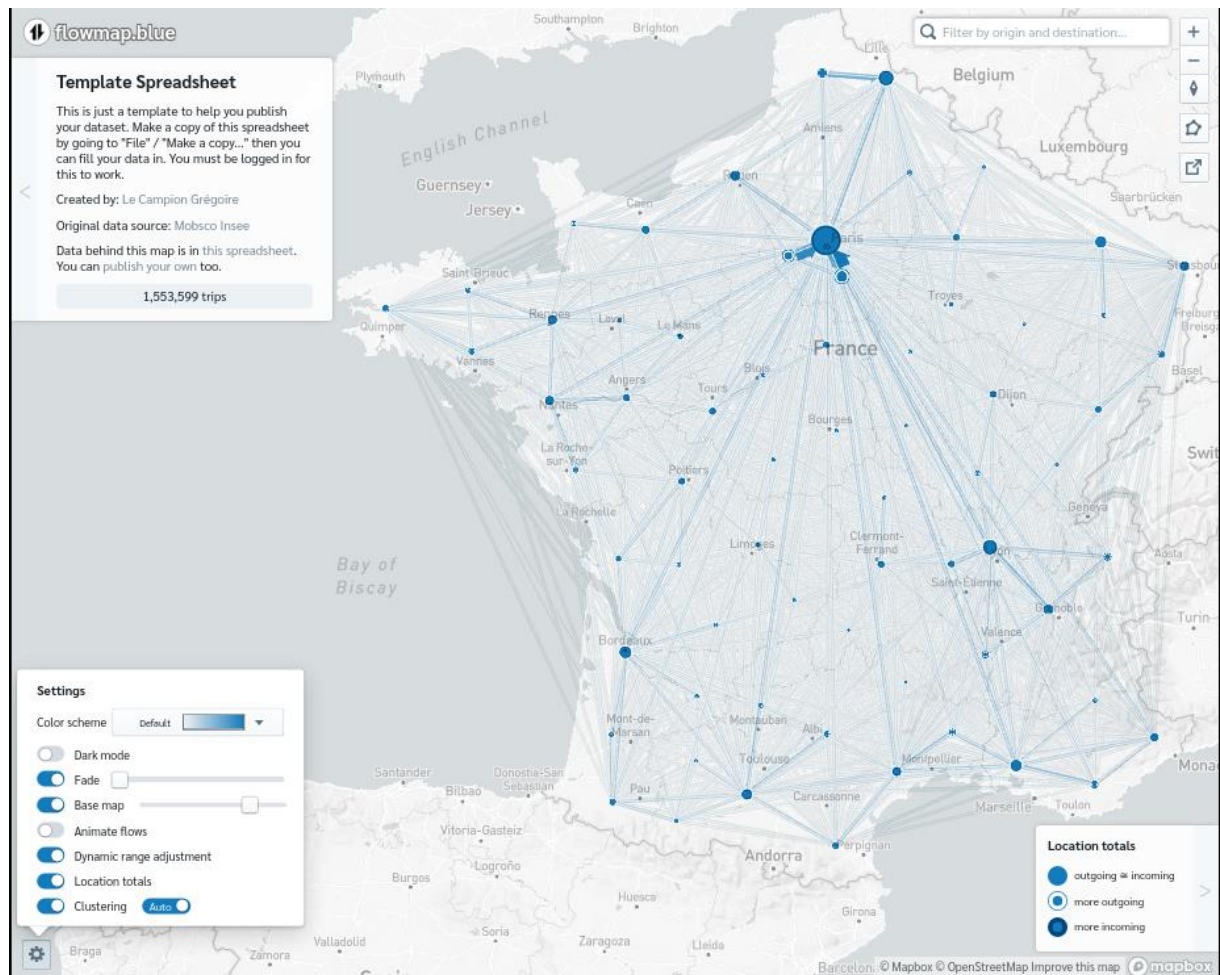 flowmap.blue
Template Spreadsheet
This is just a template to help you publish
your dataset. Make a copy of this spreadsheet
by going to "File" / "Make a copy..." then you
can fill your data in. You must be logged in for
this to work.
Created by: Le Campion Grégoire
Original data source: Mobsco Insee
Data behind this map is in this spreadsheet.
You can publish your own too.
1,553,599 trips
Filter by origin and destination...
Southampton
Brighton
Plymouth
English Channel
Guernsey
Jersey
Lille
Belgium
Amiens
Luxembourg
Saarbrücken
Caen
Paris
Saint-Brieuc
Quimper
Rennes
Laval
Le Mans
Troyes
Freiburg
Breisga
Vannes
France
Basel
Blois
Angers
Tours
Nantes
Dijon
Bourges
La Roche-
sur-Yon
Poitiers
Swit
La Rochelle
Geneva
Limoges
Clermont-
Ferrand
Aosta
Bay of
Biscay
Saint-Étienne
Grenoble
Turin
Valence
Bordeaux
Mont-de-
Marsan
Montauban
Albi
Toulouse
Montpellier
Monac
Santander
Donostia-San
Sebastian
Bilbao
Pau
Carcassonne
Marseille
Toulon
Vitoria-Gasteiz
Perpignan
Andorra
Logroño
Burgos
Huesca
Girona
Soria
Valladolid
Zaragoza
Lleida
Braga
Zamora
Barcelon
Settings
Color scheme
Default
Dark mode
Fade
Base map
Animate flows
Dynamic range adjustment
Location totals
Clustering
Auto
Location totals
outgoing ≅ incoming
more outgoing
more incoming
© Mapbox © OpenStreetMap Improve this map
mapbox